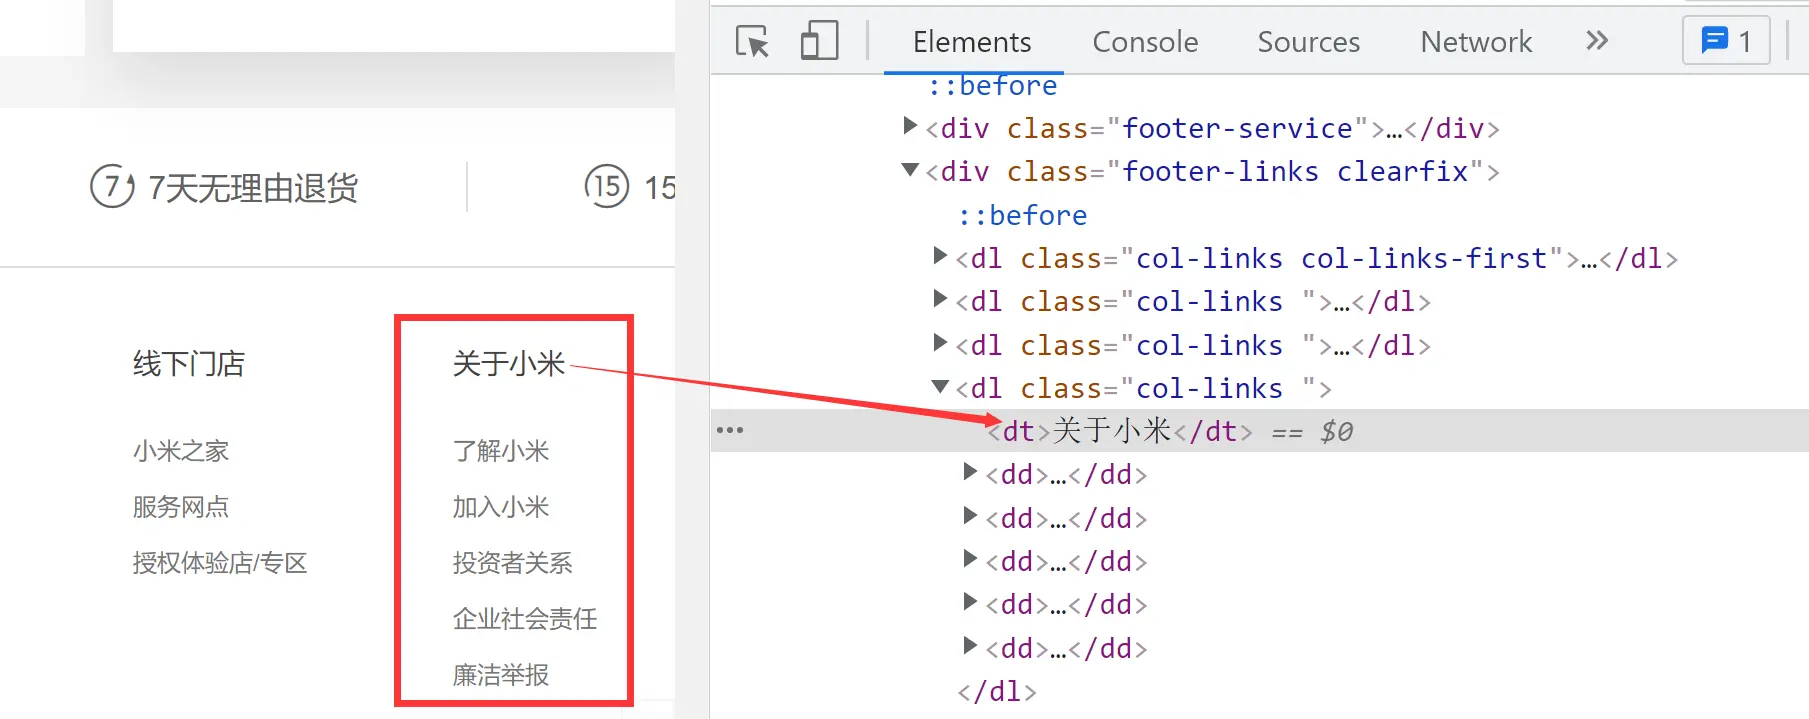 7 7天无理由退货
15 15
线下门店
小米之家
服务网点
授权体验店/专区
关于小米
了解小米
加入小米
投资者关系
企业社会责任
廉洁举报
Elements Console Sources Network 1
::before
<div class="footer-service">…</div>
<div class="footer-links clearfix">
::before
<dl class="col-links col-links-first">…</dl>
<dl class="col-links ">…</dl>
<dl class="col-links ">…</dl>
<dl class="col-links ">
<dt>关于小米</dt> == $0
<dd>…</dd>
<dd>…</dd>
<dd>…</dd>
<dd>…</dd>
<dd>…</dd>
</dl>